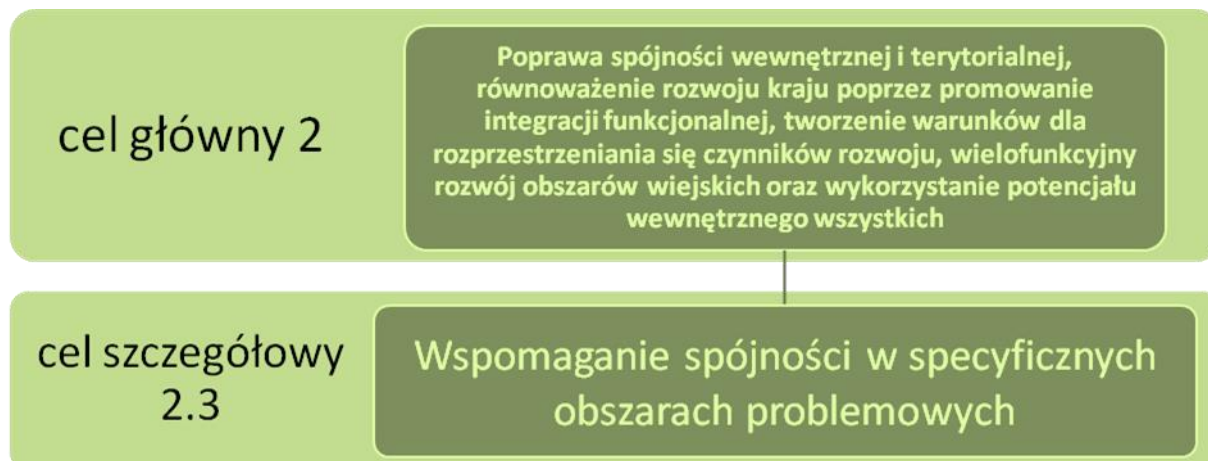 cel główny 2
Poprawa spójności wewnętrznej i terytorialnej,
równoważenie rozwoju kraju poprzez promowanie
integracji funkcjonalnej, tworzenie warunków dla
rozprzestrzeniania się czynników rozwoju, wielofunkcyjny
rozwój obszarów wiejskich oraz wykorzystanie potencjału
wewnętrznego wszystkich
cel szczegółowy
2.3
Wspomaganie spójności w specyficznych
obszarach problemowych